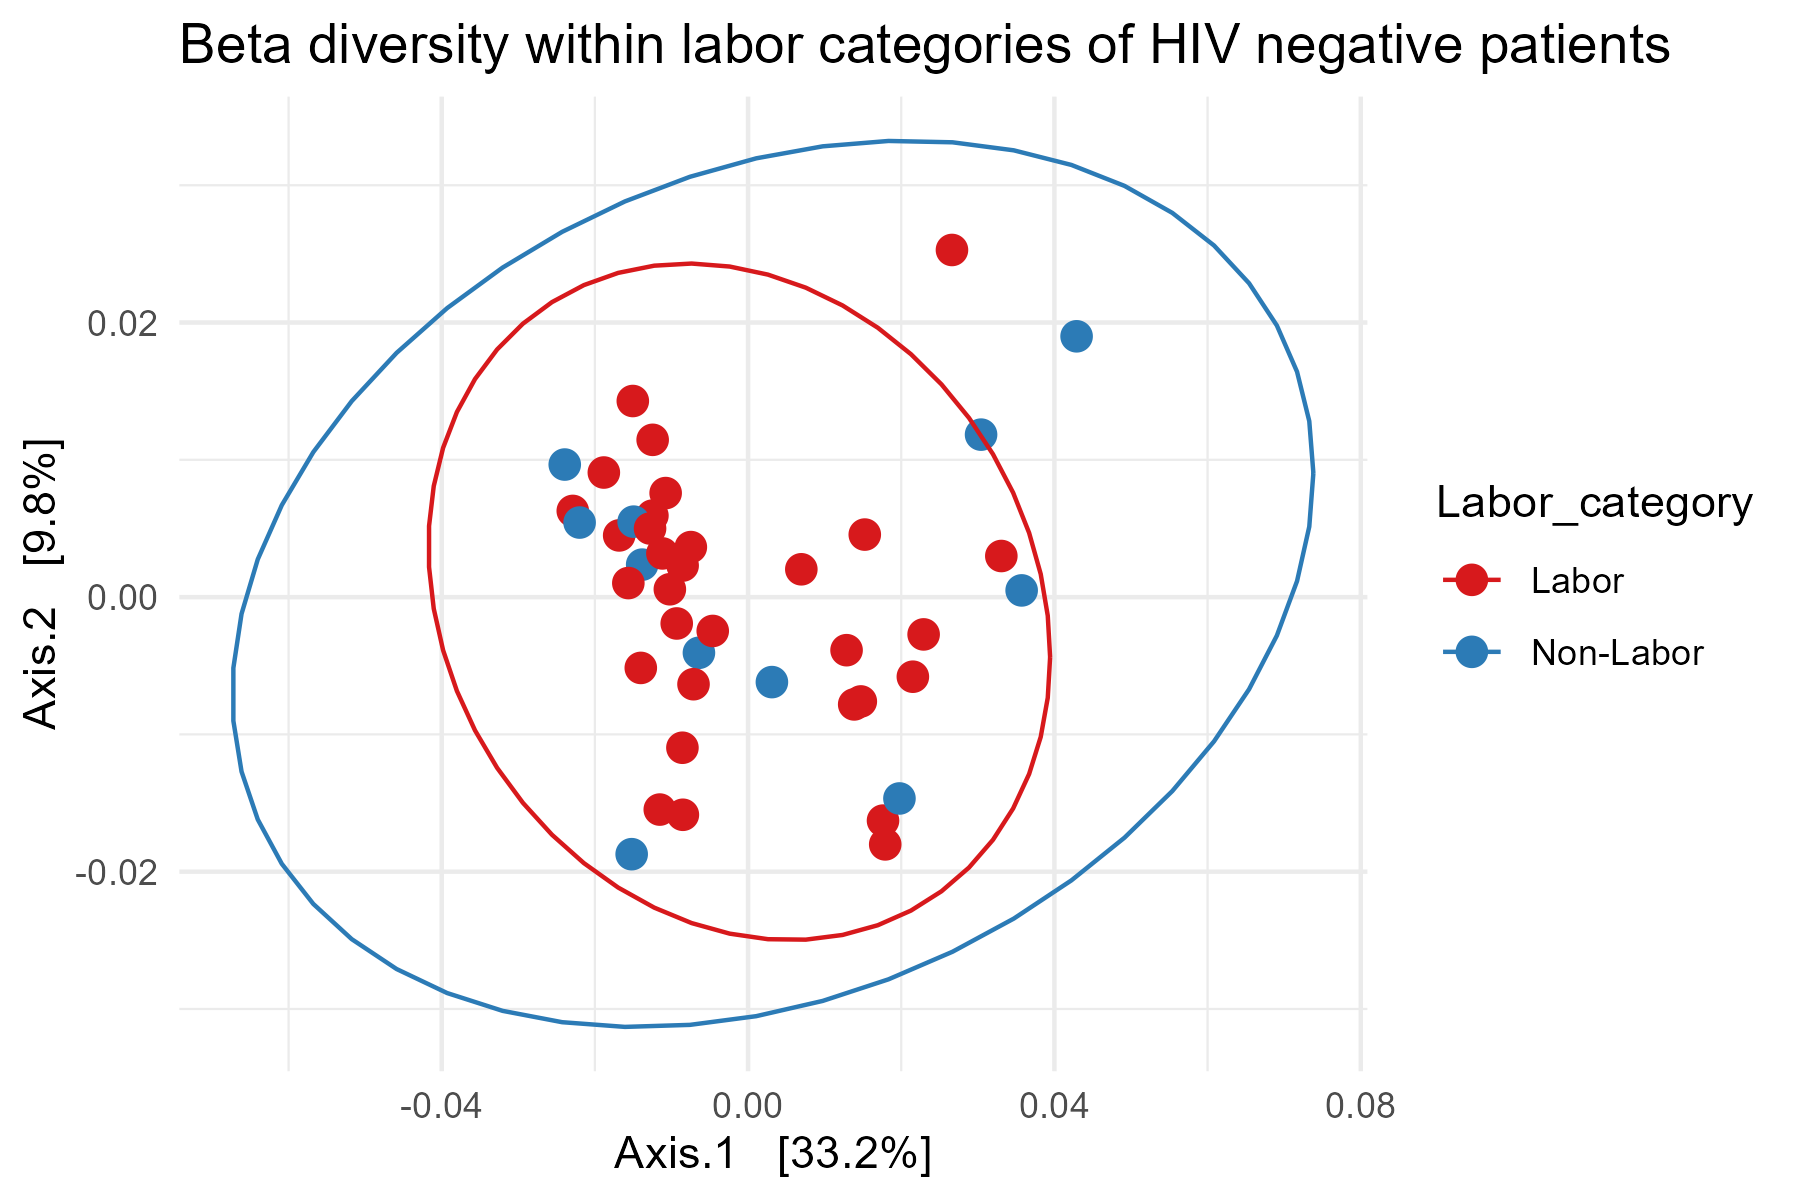 Beta diversity within labor categories of HIV negative patients
Axis.2 [9.8%]
0.02
0.00
-0.02
-0.04
0.00
0.04
0.08
Axis.1 [33.2%]
Labor_category
Labor
Non-Labor